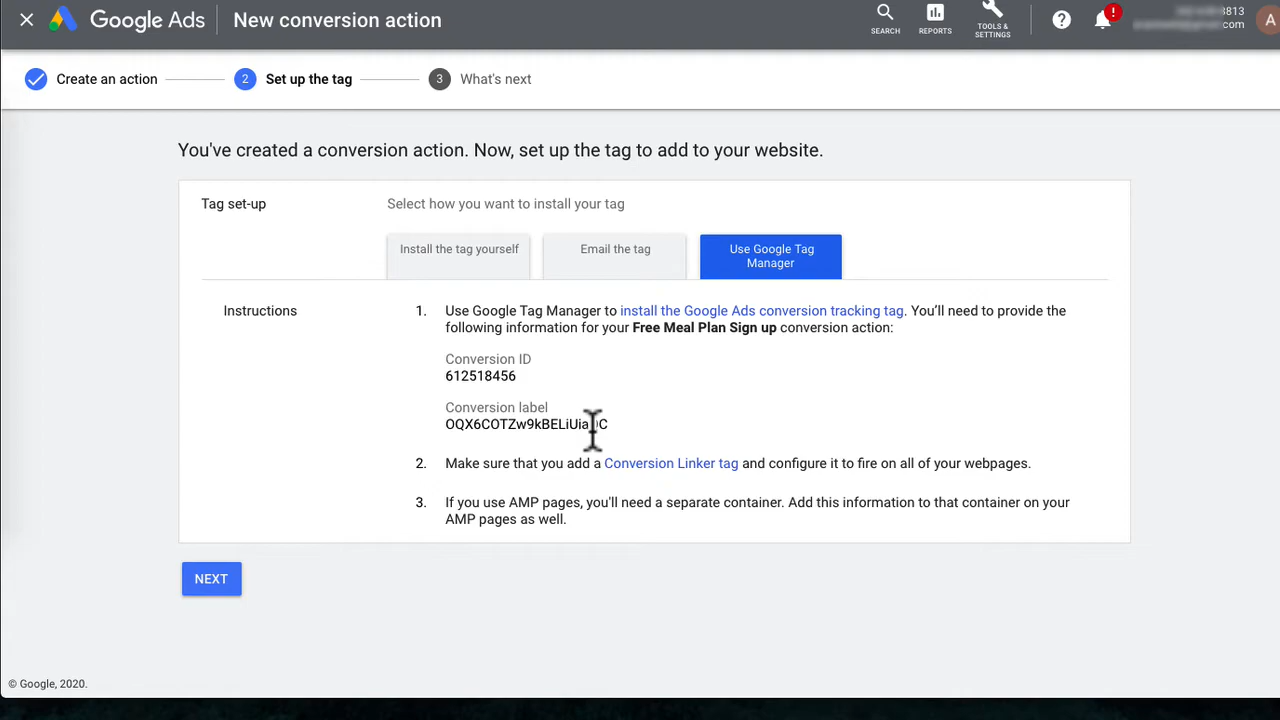 Google Ads
New conversion action
SEARCH
REPORTS
TOOLS &
SETTINGS
!
3813
com
A
Create an action
2
Set up the tag
3
What's next
You've created a conversion action. Now, set up the tag to add to your website.
Tag set-up
Select how you want to install your tag
Install the tag yourself
Email the tag
Use Google Tag
Manager
Instructions
1. Use Google Tag Manager to install the Google Ads conversion tracking tag. You'll need to provide the
following information for your Free Meal Plan Sign up conversion action:
Conversion ID
612518456
Conversion label
2. Make sure that you add a Conversion Linker tag and configure it to fire on all of your webpages.
3. If you use AMP pages, you'll need a separate container. Add this information to that container on your
AMP pages as well.
NEXT
© Google, 2020.